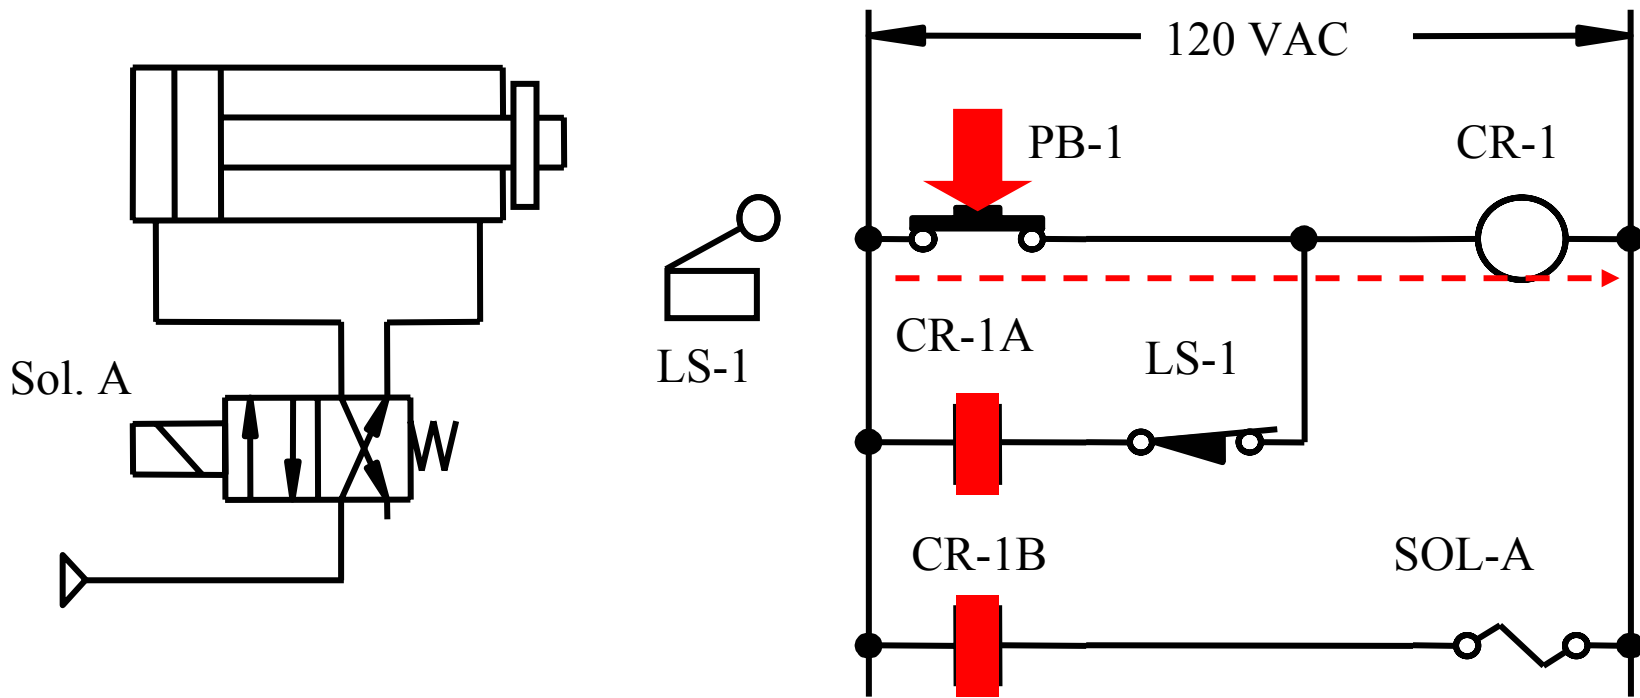 120 VAC
PB-1
CR-1
CR-1A
LS-1
LS-1
Sol. A
CR-1B
SOL-A